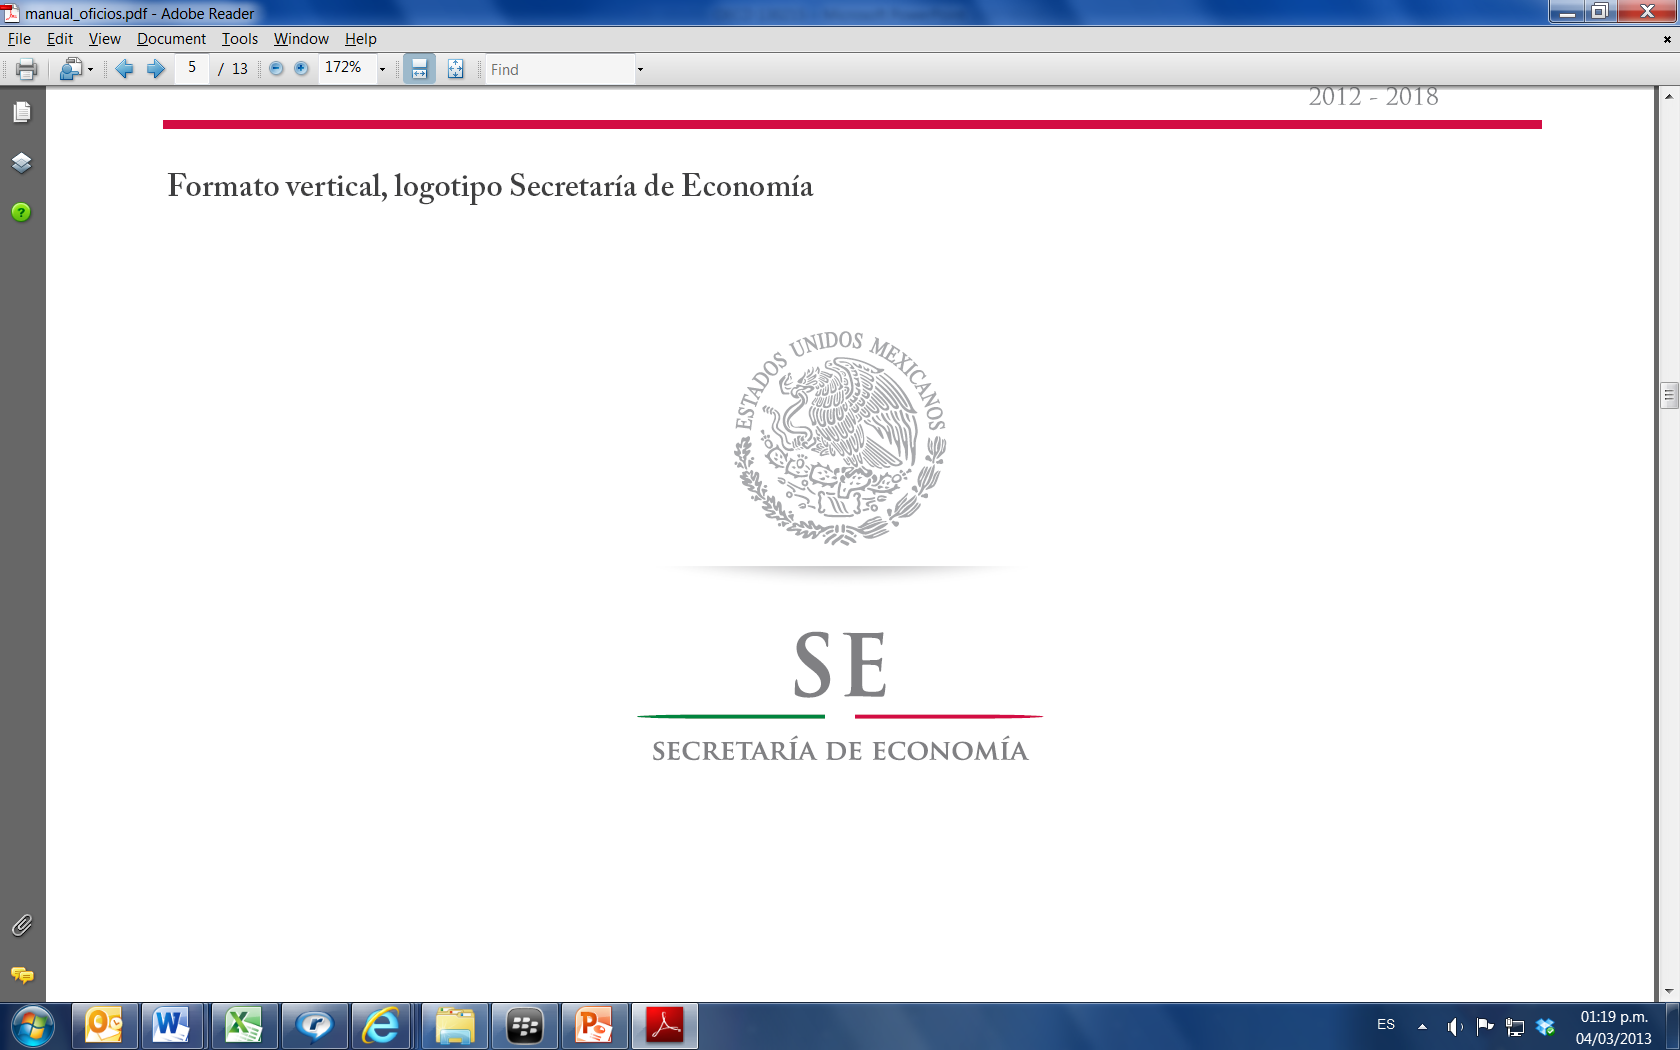 manual_oficios.pdf - Adobe Reader
File Edit View Document Tools Window Help
5 / 13 172% Find
2012 - 2018
Formato vertical, logotipo Secretaría de Economía
ESTADOS UNIDOS MEXICANOS
SE
SECRETARÍA DE ECONOMÍA
ES 01:19 p.m.
04/03/2013